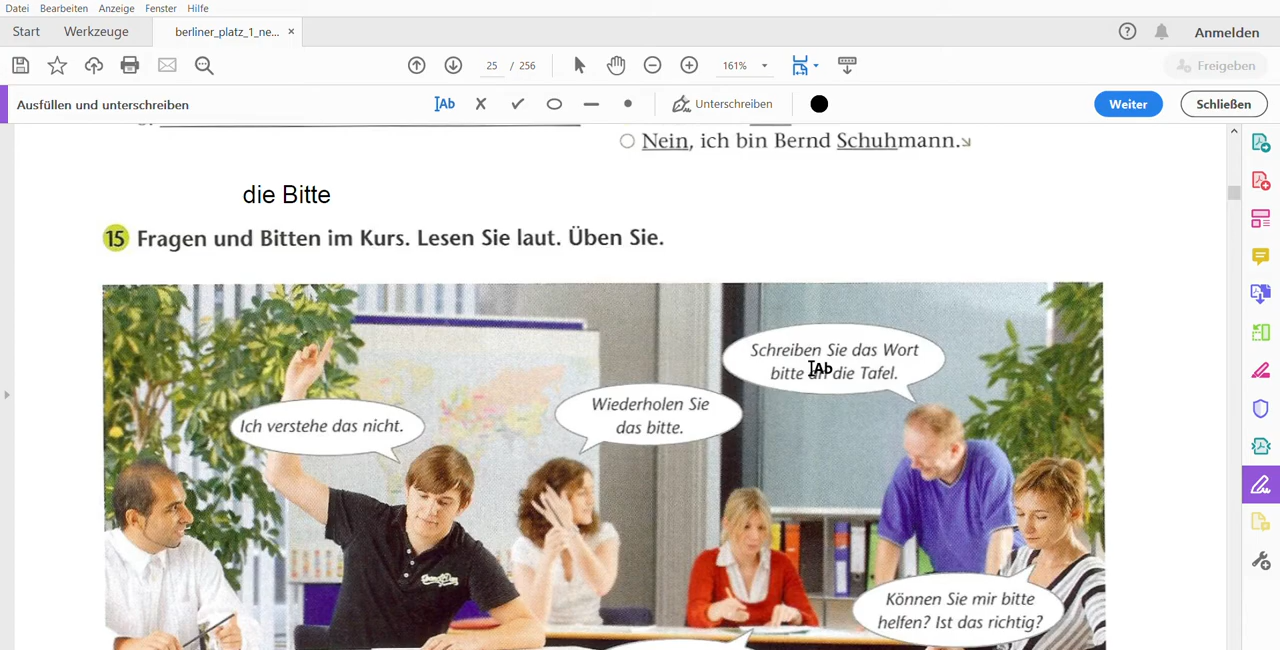 Datei Bearbeiten Anzeige Fenster Hilfe
Start Werkzeuge berliner_platz_1_ne... × Anmelden
25 / 256 161% Freigeben
Ausfüllen und unterschreiben IAb Unterschreiben Weiter Schließen
Nein, ich bin Bernd Schuhmann.
die Bitte
15 Fragen und Bitten im Kurs. Lesen Sie laut. Üben Sie.
Schreiben Sie das Wort
bitte an die Tafel.
IAb
Wiederholen Sie
das bitte.
Ich verstehe das nicht.
Können Sie mir bitte
helfen? Ist das richtig?